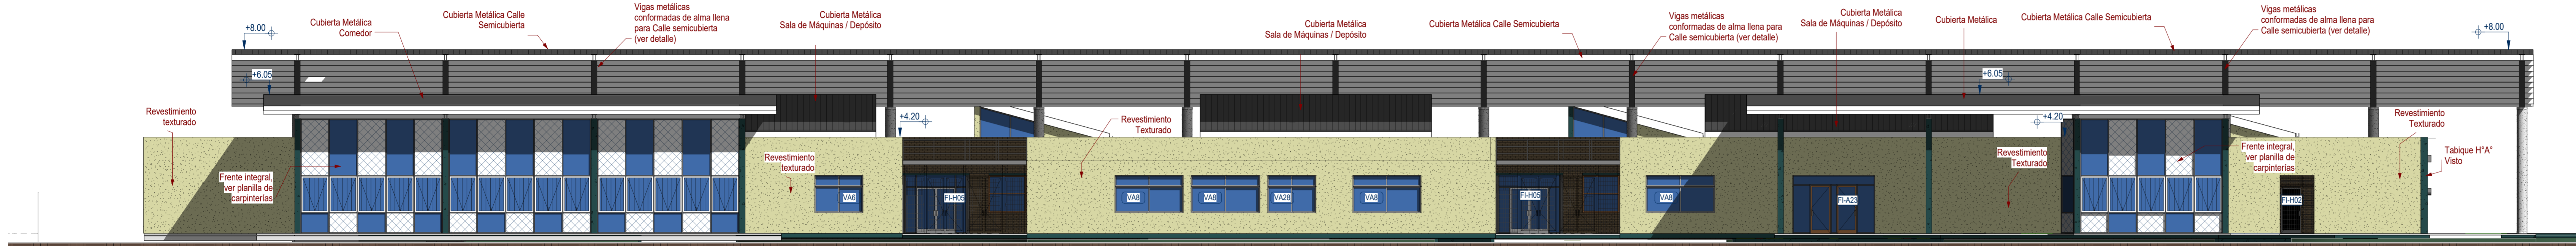 +8.00
Cubierta Metálica
Comedor
Cubierta Metálica Calle
Semicubierta
Vigas metálicas
conformadas de alma llena
para Calle semicubierta
(ver detalle)
Cubierta Metálica
Sala de Máquinas / Depósito
Cubierta Metálica
Sala de Máquinas / Depósito
Cubierta Metálica Calle Semicubierta
Vigas metálicas
conformadas de alma llena para
Calle semicubierta (ver detalle)
Cubierta Metálica
Sala de Máquinas / Depósito
Cubierta Metálica
Cubierta Metálica Calle Semicubierta
Vigas metálicas
conformadas de alma llena para
Calle semicubierta (ver detalle)
+8.00
+6.05
+6.05
Revestimiento
texturado
+4.20
Revestimiento
Texturado
+4.20
Revestimiento
Texturado
Frente integral,
ver planilla de
carpinterías
Revestimiento
texturado
Revestimiento
Texturado
Frente integral,
ver planilla de
carpinterías
Tabique H°A°
Visto
VA6
FI-H05
VA8
VA8
VA28
VA8
FI-H05
VA8
FI-A23
FI-H02